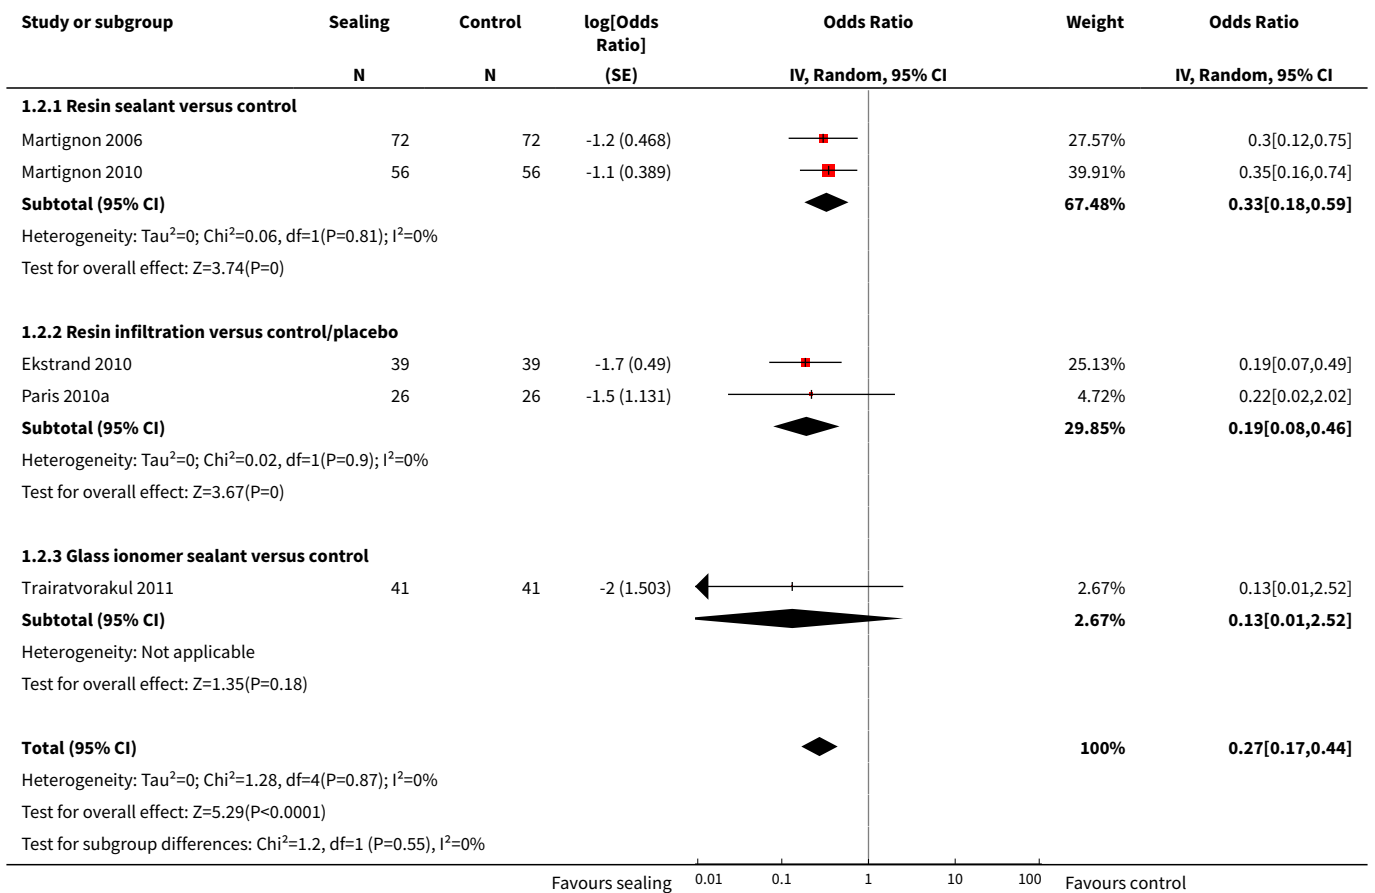 Study or subgroup Sealing Control log[Odds Ratio] Odds Ratio Weight Odds Ratio
N N (SE) IV, Random, 95% CI IV, Random, 95% CI
1.2.1 Resin sealant versus control
Martignon 2006 72 72 -1.2 (0.468) 27.57% 0.3[0.12,0.75]
Martignon 2010 56 56 -1.1 (0.389) 39.91% 0.35[0.16,0.74]
Subtotal (95% CI) 67.48% 0.33[0.18,0.59]
Heterogeneity: Tau²=0; Chi²=0.06, df=1(P=0.81); I²=0%
Test for overall effect: Z=3.74(P=0)
1.2.2 Resin infiltration versus control/placebo
Ekstrand 2010 39 39 -1.7 (0.49) 25.13% 0.19[0.07,0.49]
Paris 2010a 26 26 -1.5 (1.131) 4.72% 0.22[0.02,2.02]
Subtotal (95% CI) 29.85% 0.19[0.08,0.46]
Heterogeneity: Tau²=0; Chi²=0.02, df=1(P=0.9); I²=0%
Test for overall effect: Z=3.67(P=0)
1.2.3 Glass ionomer sealant versus control
Trairatvorakul 2011 41 41 -2 (1.503) 2.67% 0.13[0.01,2.52]
Subtotal (95% CI) 2.67% 0.13[0.01,2.52]
Heterogeneity: Not applicable
Test for overall effect: Z=1.35(P=0.18)
Total (95% CI) 100% 0.27[0.17,0.44]
Heterogeneity: Tau²=0; Chi²=1.28, df=4(P=0.87); I²=0%
Test for overall effect: Z=5.29(P<0.0001)
Test for subgroup differences: Chi²=1.2, df=1 (P=0.55), I²=0%
Favours sealing 0.01 0.1 1 10 100 Favours control